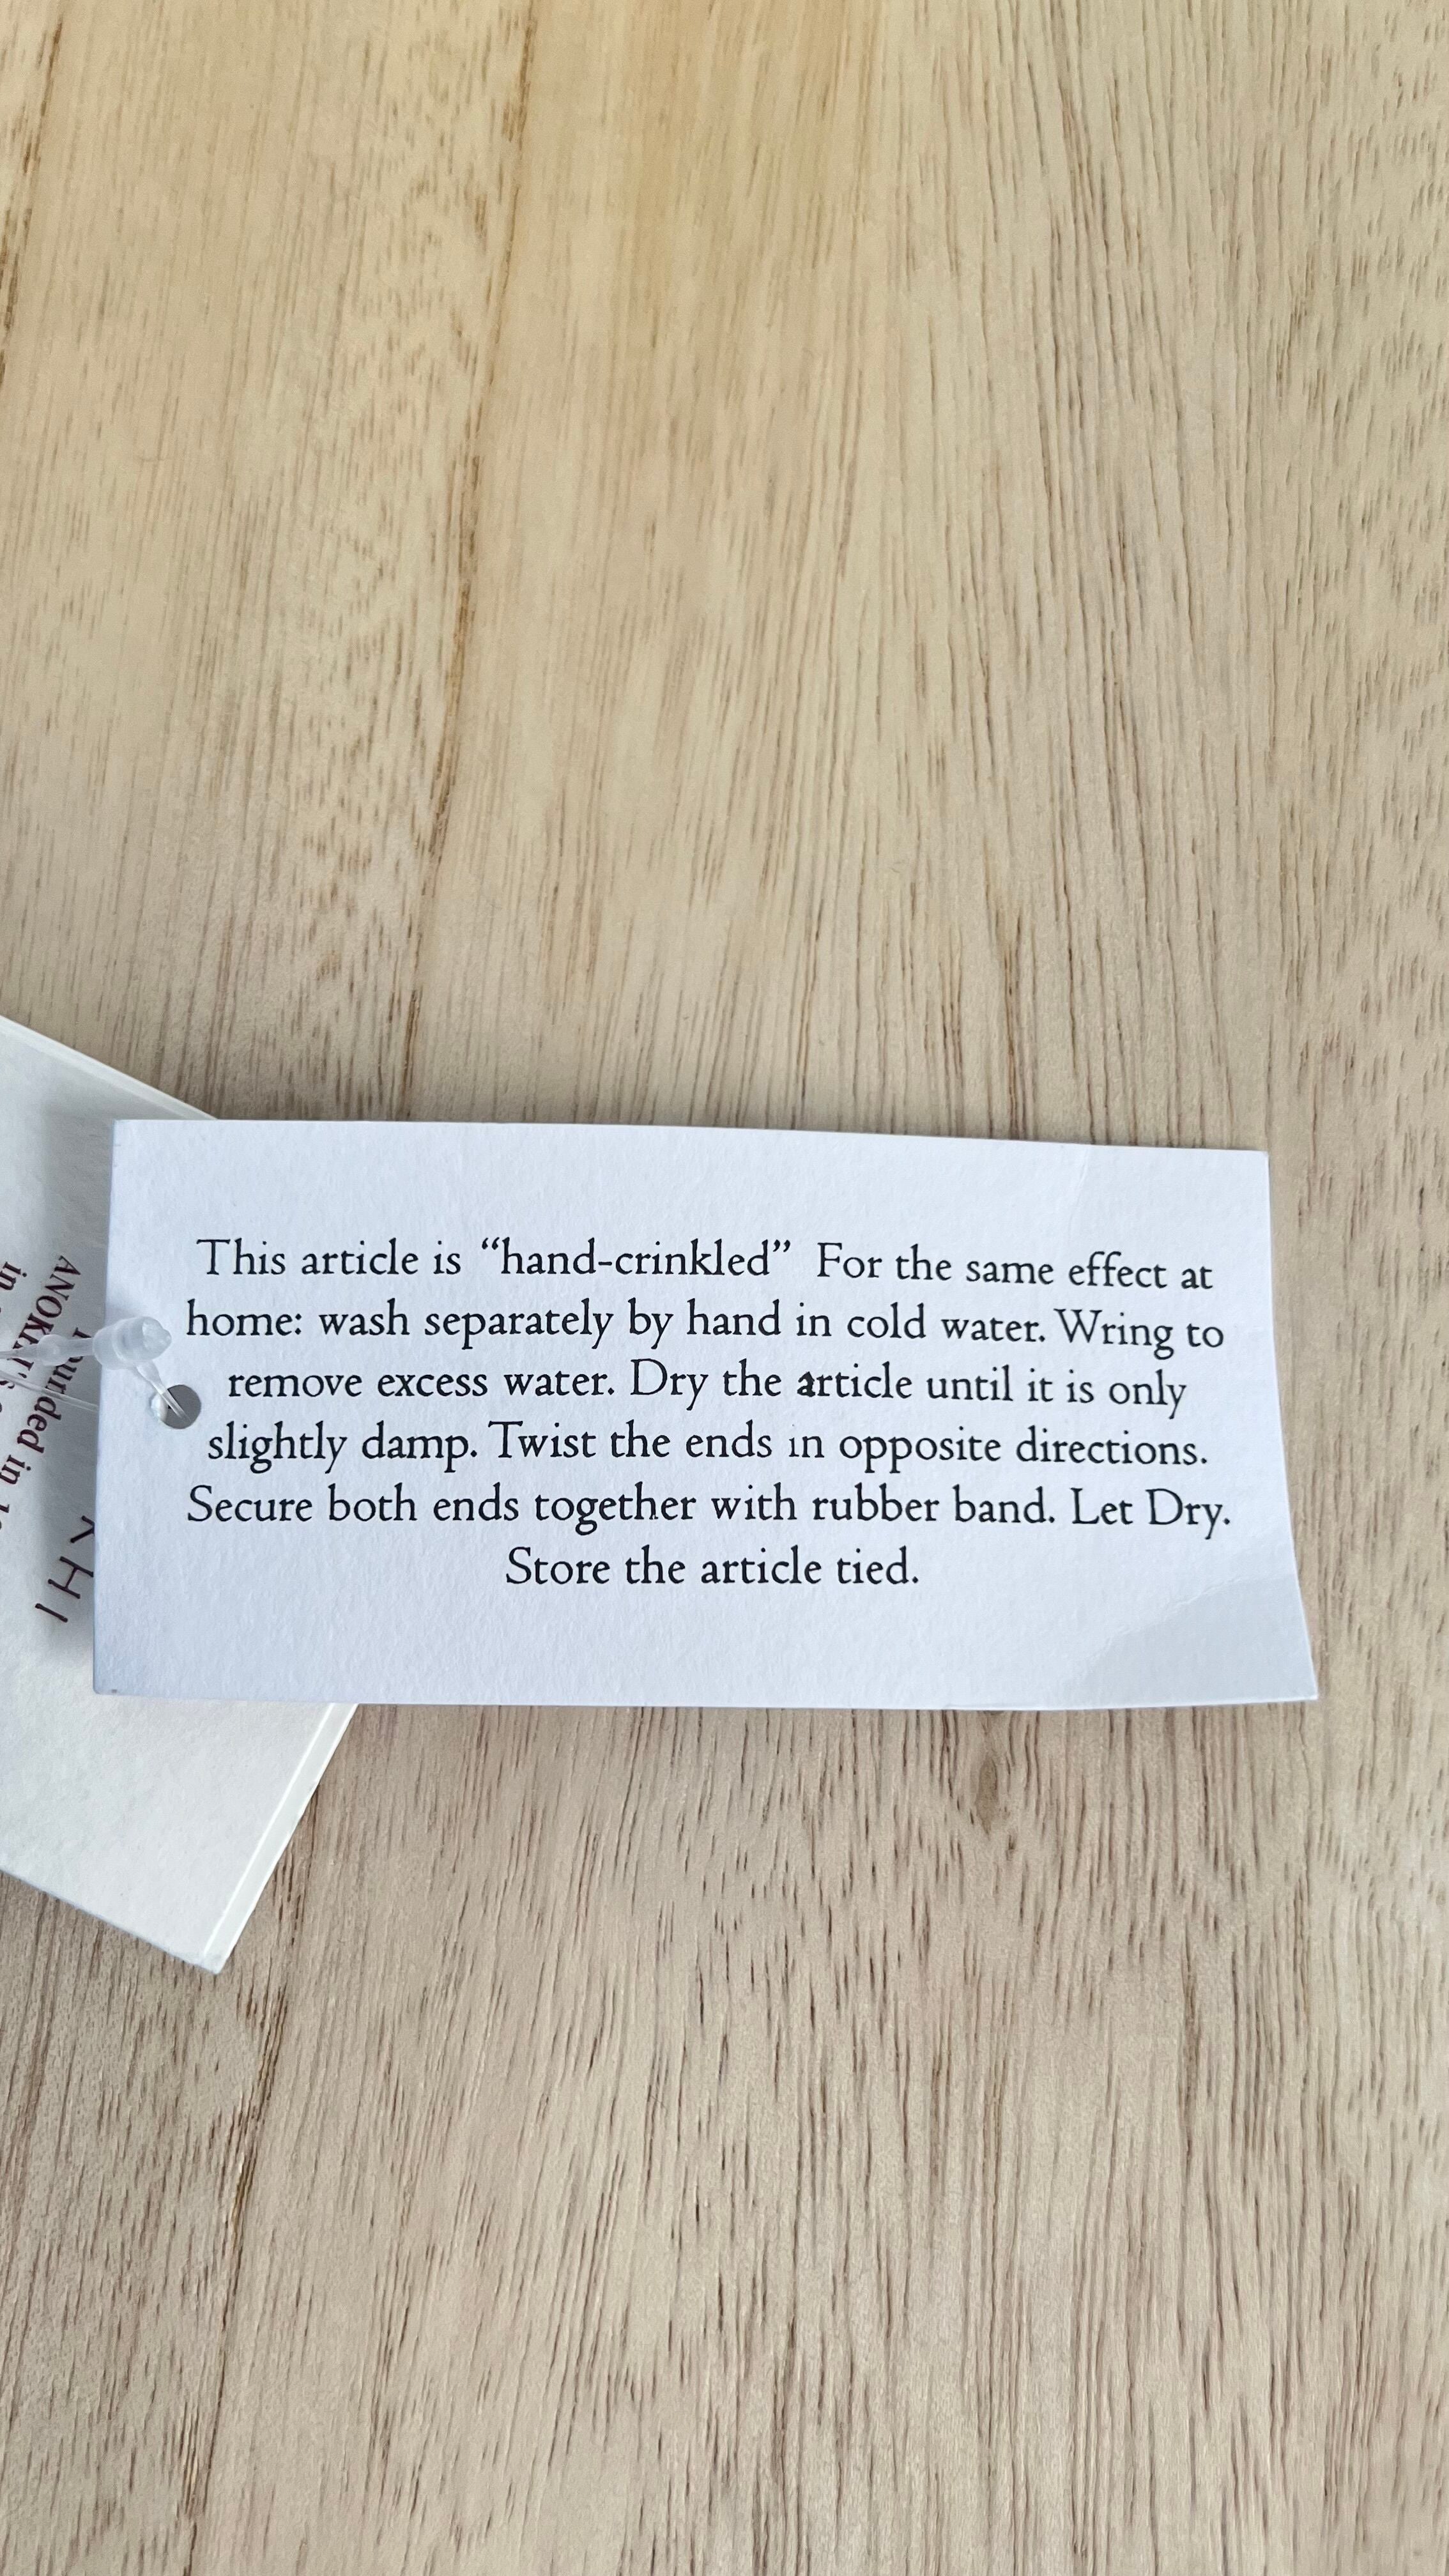 This article is “hand-crinkled” For the same effect at
home: wash separately by hand in cold water. Wring to
remove excess water. Dry the article until it is only
slightly damp. Twist the ends in opposite directions.
Secure both ends together with rubber band. Let Dry.
Store the article tied.
K H I
in